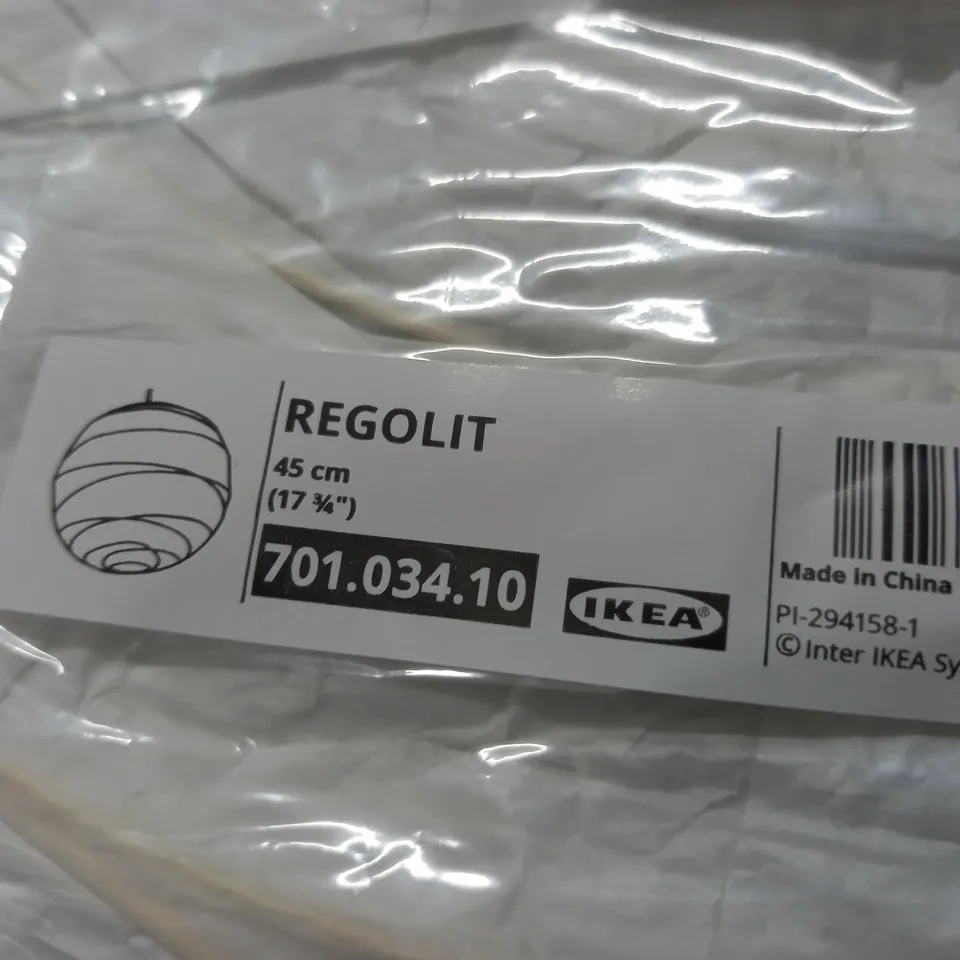 REGOLIT
45 cm
(17 ¾")
701.034.10
IKEA®
Made in China
PI-294158-1
© Inter IKEA Sy